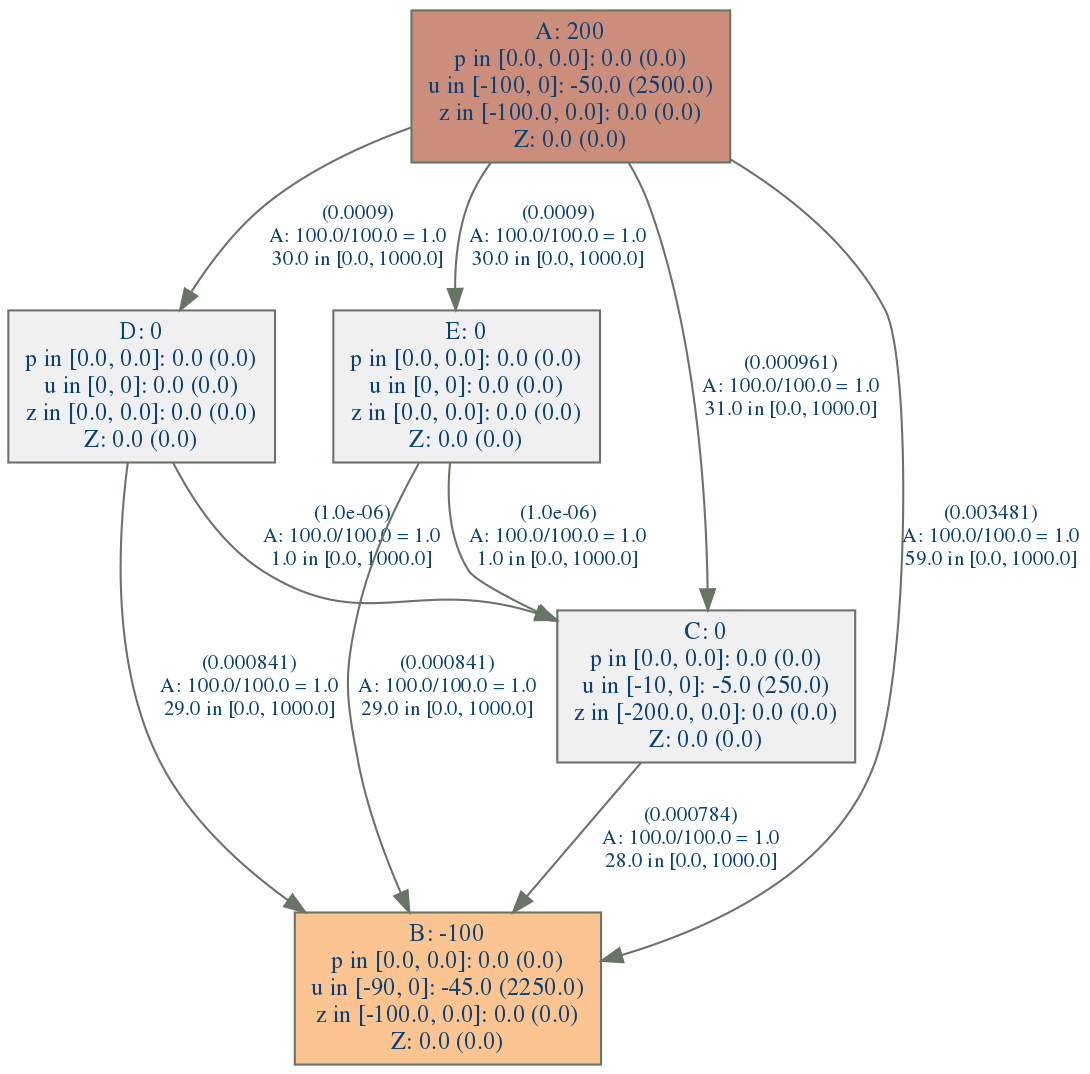 A: 200
p in [0.0, 0.0]: 0.0 (0.0)
u in [-100, 0]: -50.0 (2500.0)
z in [-100.0, 0.0]: 0.0 (0.0)
Z: 0.0 (0.0)
(0.0009)
A: 100.0/100.0 = 1.0
30.0 in [0.0, 1000.0]
(0.0009)
A: 100.0/100.0 = 1.0
30.0 in [0.0, 1000.0]
D: 0
p in [0.0, 0.0]: 0.0 (0.0)
u in [0, 0]: 0.0 (0.0)
z in [0.0, 0.0]: 0.0 (0.0)
Z: 0.0 (0.0)
E: 0
p in [0.0, 0.0]: 0.0 (0.0)
u in [0, 0]: 0.0 (0.0)
z in [0.0, 0.0]: 0.0 (0.0)
Z: 0.0 (0.0)
(0.000961)
A: 100.0/100.0 = 1.0
31.0 in [0.0, 1000.0]
(1.0e-06)
A: 100.0/100.0 = 1.0
1.0 in [0.0, 1000.0]
(1.0e-06)
A: 100.0/100.0 = 1.0
1.0 in [0.0, 1000.0]
(0.003481)
A: 100.0/100.0 = 1.0
59.0 in [0.0, 1000.0]
C: 0
p in [0.0, 0.0]: 0.0 (0.0)
u in [-10, 0]: -5.0 (250.0)
z in [-200.0, 0.0]: 0.0 (0.0)
Z: 0.0 (0.0)
(0.000841)
A: 100.0/100.0 = 1.0
29.0 in [0.0, 1000.0]
(0.000841)
A: 100.0/100.0 = 1.0
29.0 in [0.0, 1000.0]
(0.000784)
A: 100.0/100.0 = 1.0
28.0 in [0.0, 1000.0]
B: -100
p in [0.0, 0.0]: 0.0 (0.0)
u in [-90, 0]: -45.0 (2250.0)
z in [-100.0, 0.0]: 0.0 (0.0)
Z: 0.0 (0.0)